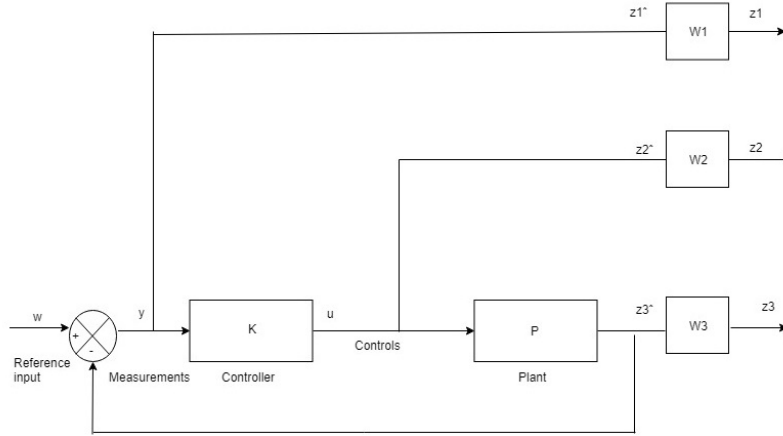 z1^
W1
z1
z2^
W2
z2
w
y
K
u
P
z3^
W3
z3
+
-
Controls
Reference
input
Measurements
Controller
Plant